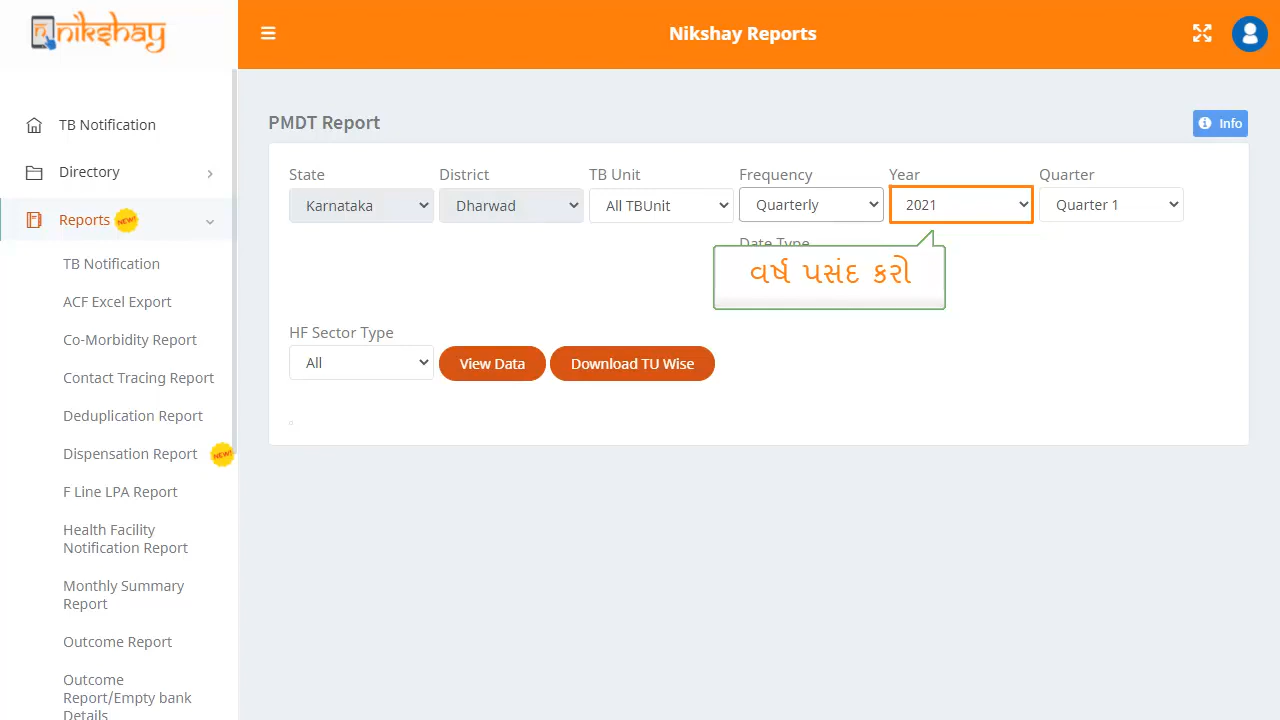 nikshay
Nikshay Reports
TB Notification
Directory
Reports NEW!
TB Notification
ACF Excel Export
Co-Morbidity Report
Contact Tracing Report
Deduplication Report
Dispensation Report NEW!
F Line LPA Report
Health Facility
Notification Report
Monthly Summary
Report
Outcome Report
Outcome
Report/Empty bank
Details
PMDT Report
Info
State District TB Unit Frequency Year Quarter
Karnataka Dharwad All TBUnit Quarterly 2021 Quarter 1
Date Type
વર્ષ પસંદ કરો
HF Sector Type
All View Data Download TU Wise